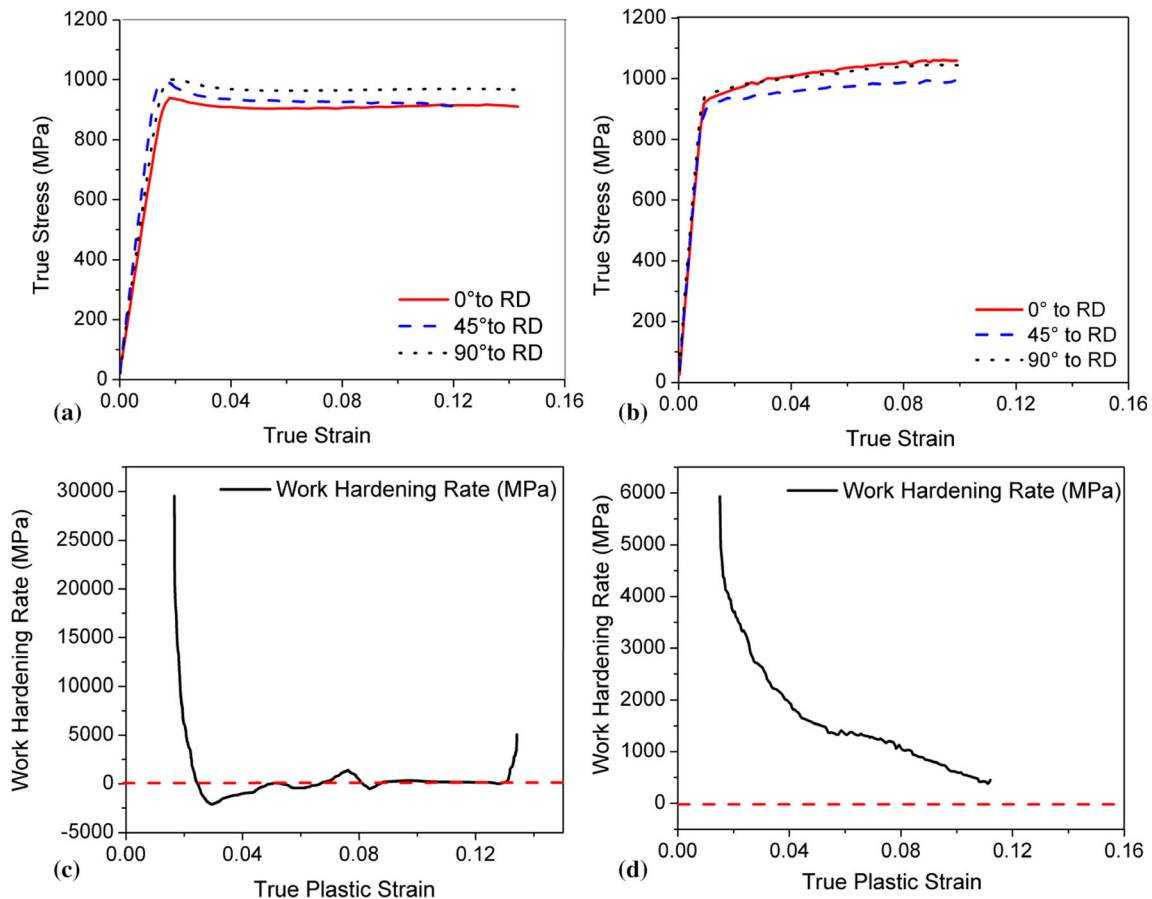 1200
1000
800
600
400
200
0
True Stress (MPa)
0°to RD
45°to RD
90°to RD
0.00 0.04 0.08 0.12 0.16
(a)
True Strain
1200
1000
800
600
400
200
0
True Stress (MPa)
0° to RD
45° to RD
90° to RD
0.00 0.04 0.08 0.12 0.16
(b)
True Strain
30000
25000
20000
15000
10000
5000
0
-5000
Work Hardening Rate (MPa)
Work Hardening Rate (MPa)
0.00 0.04 0.08 0.12
(c)
True Plastic Strain
6000
5000
4000
3000
2000
1000
0
Work Hardening Rate (MPa)
Work Hardening Rate (MPa)
0.00 0.04 0.08 0.12 0.16
(d)
True Plastic Strain